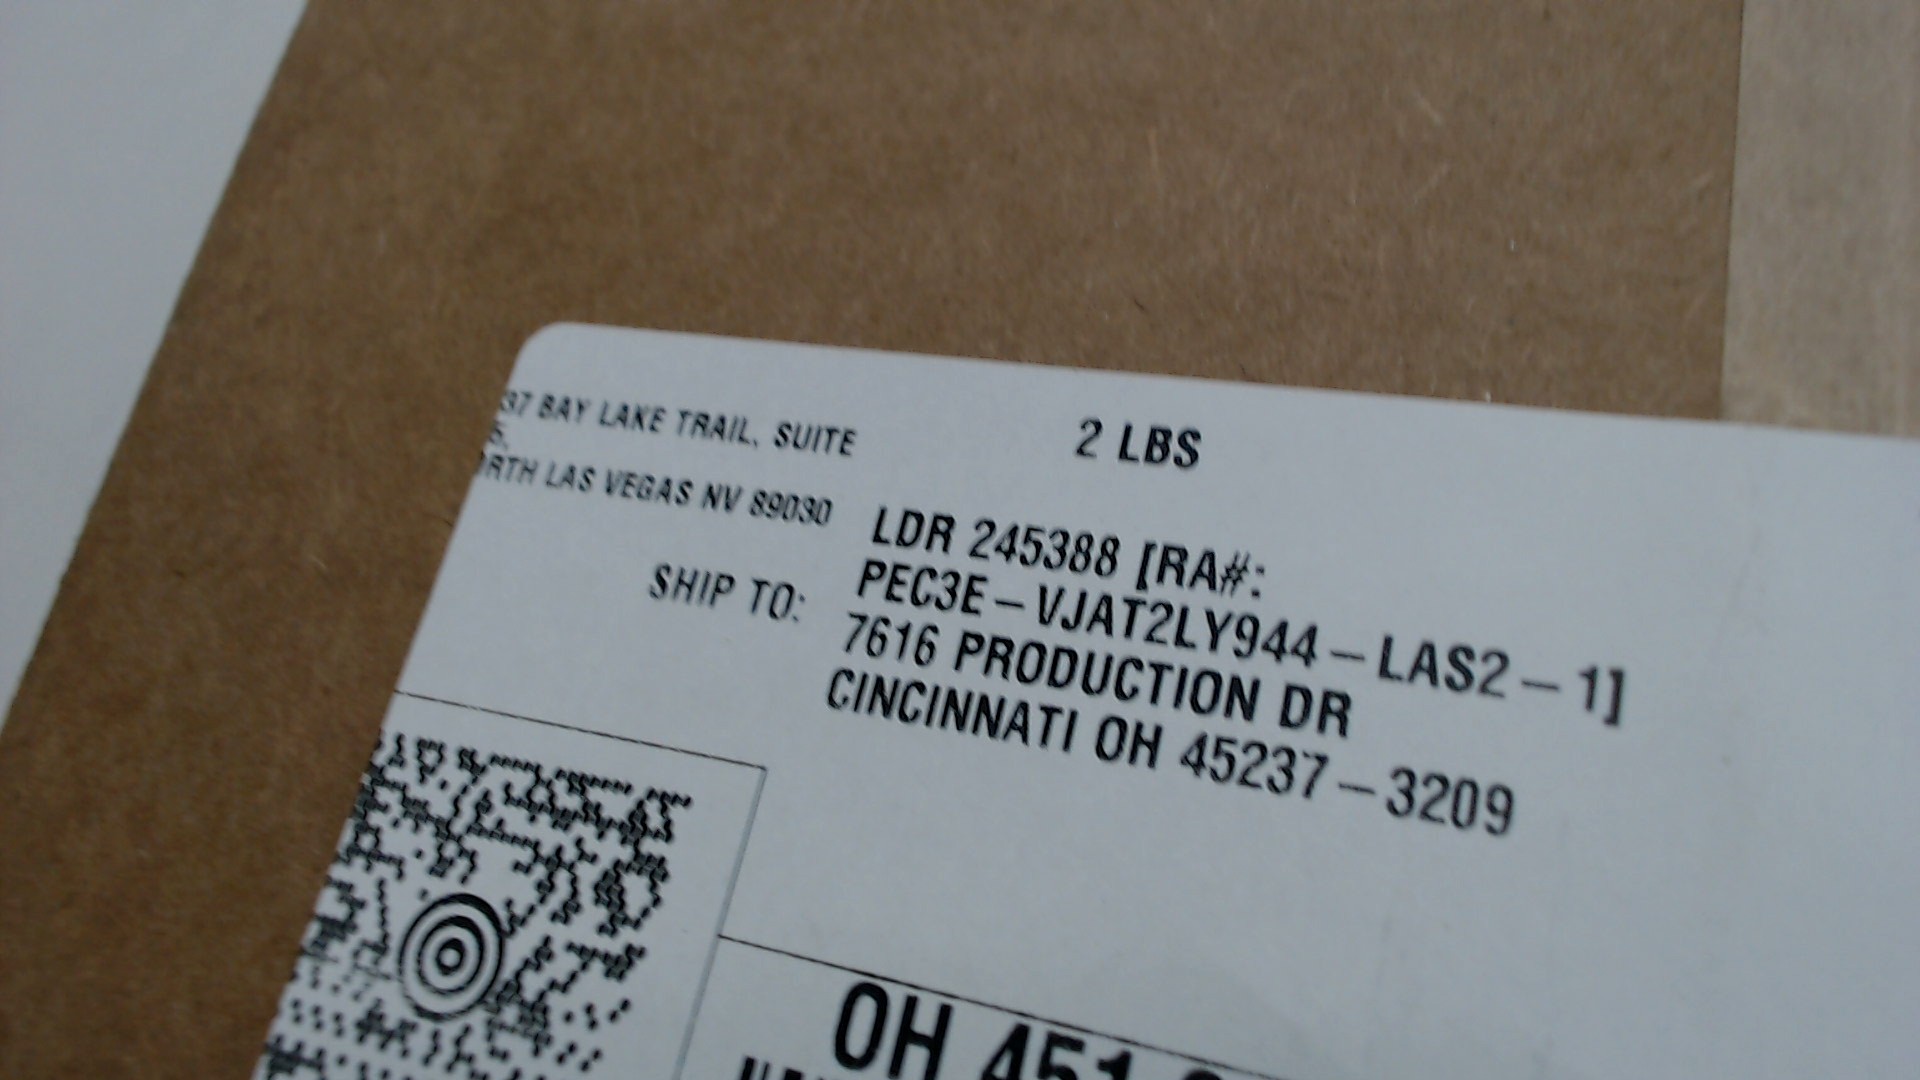 37 BAY LAKE TRAIL, SUITE
5,
RTH LAS VEGAS NV 89030
2 LBS
SHIP TO:
LDR 245388 [RA#:
PEC3E-VJAT2LY944-LAS2-1]
7616 PRODUCTION DR
CINCINNATI OH 45237-3209
OH 451